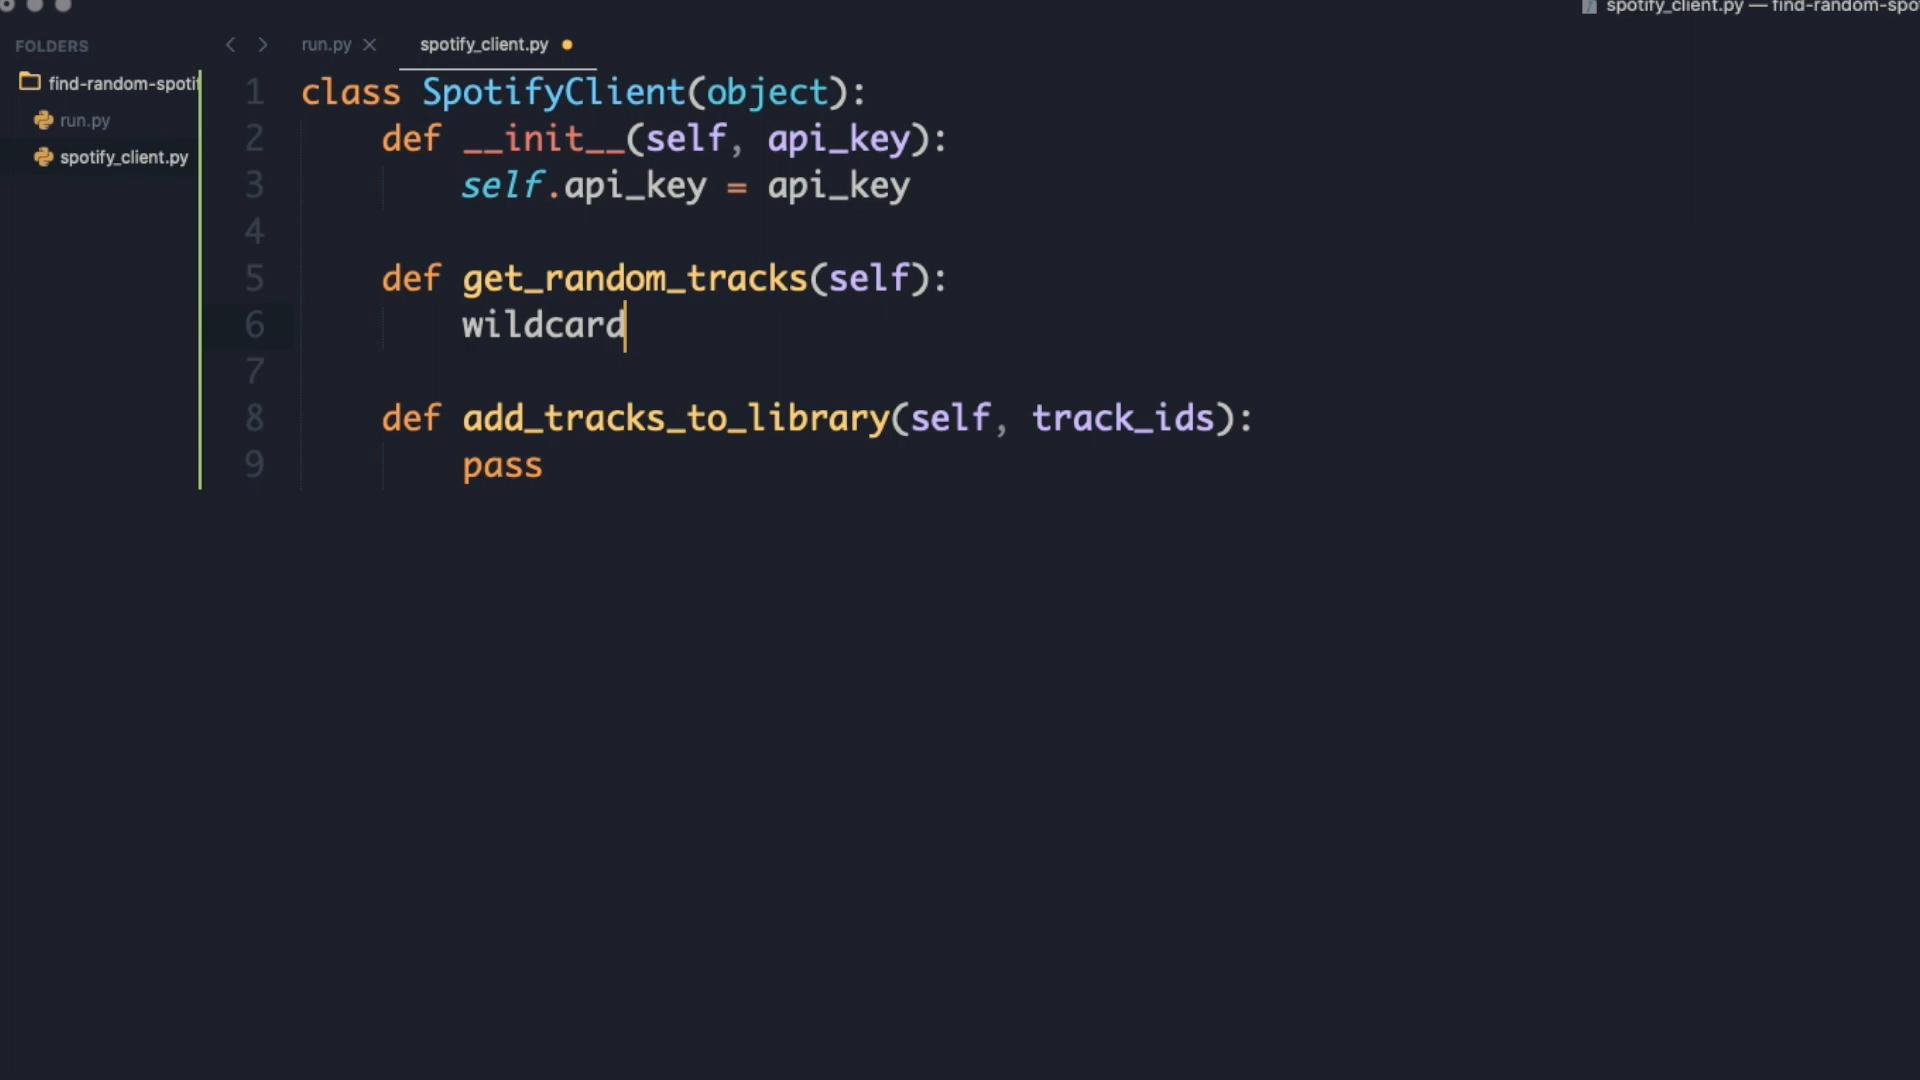 spotify_client.py — find-random-spo
FOLDERS
run.py
spotify_client.py
find-random-spotif
run.py
spotify_client.py
1 class SpotifyClient(object):
2 def __init__(self, api_key):
3 self.api_key = api_key
4
5 def get_random_tracks(self):
6 wildcard
7
8 def add_tracks_to_library(self, track_ids):
9 pass